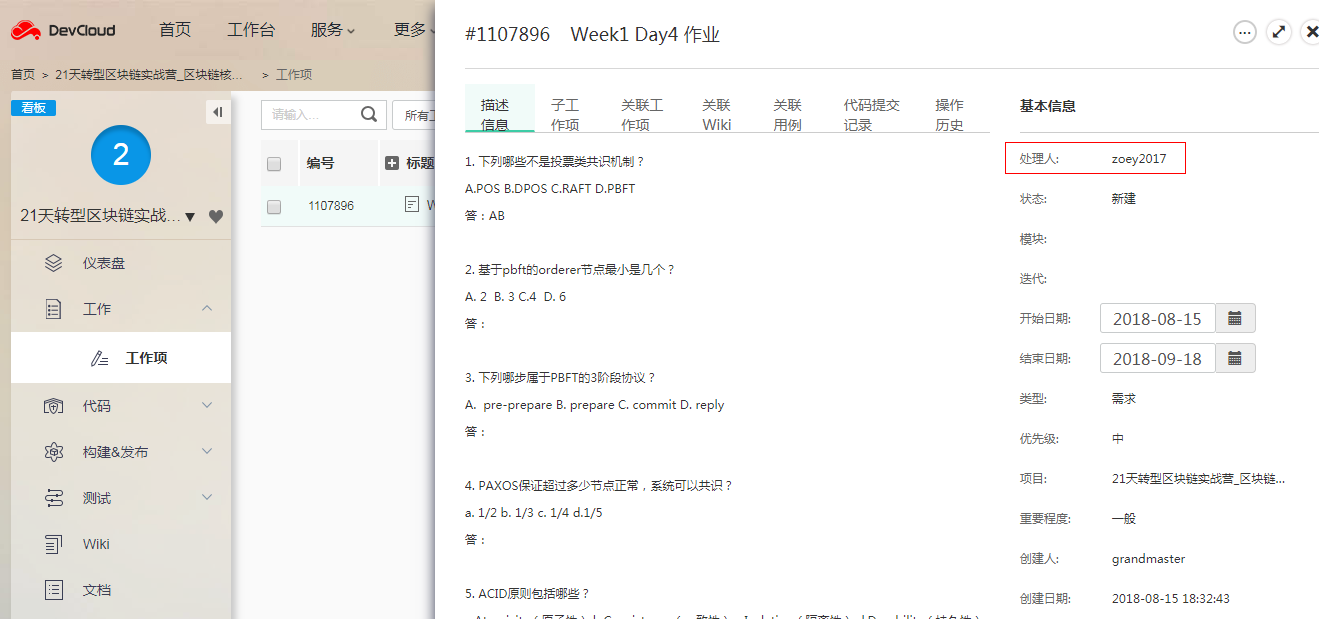 DevCloud 首页 工作台 服务 更多
首页 > 21天转型区块链实战营_区块链核... > 工作项
看板
2
21天转型区块链实战...
仪表盘
工作
工作项
代码
构建&发布
测试
Wiki
文档
请输入...
所有工
编号 标题
1107896 W
#1107896 Week1 Day4 作业
描述信息
子工作项
关联工作项
关联Wiki
关联用例
代码提交记录
操作历史
1. 下列哪些不是投票类共识机制？
A.POS B.DPOS C.RAFT D.PBFT
答：AB
2. 基于pbft的orderer节点最小是几个？
A. 2 B. 3 C.4 D. 6
答：
3. 下列哪步属于PBFT的3阶段协议？
A. pre-prepare B. prepare C. commit D. reply
答：
4. PAXOS保证超过多少节点正常，系统可以共识？
a. 1/2 b. 1/3 c. 1/4 d.1/5
答：
5. ACID原则包括哪些？
基本信息
处理人: zoey2017
状态: 新建
模块:
迭代:
开始日期: 2018-08-15
结束日期: 2018-09-18
类型: 需求
优先级: 中
项目: 21天转型区块链实战营_区块链...
重要程度: 一般
创建人: grandmaster
创建日期: 2018-08-15 18:32:43